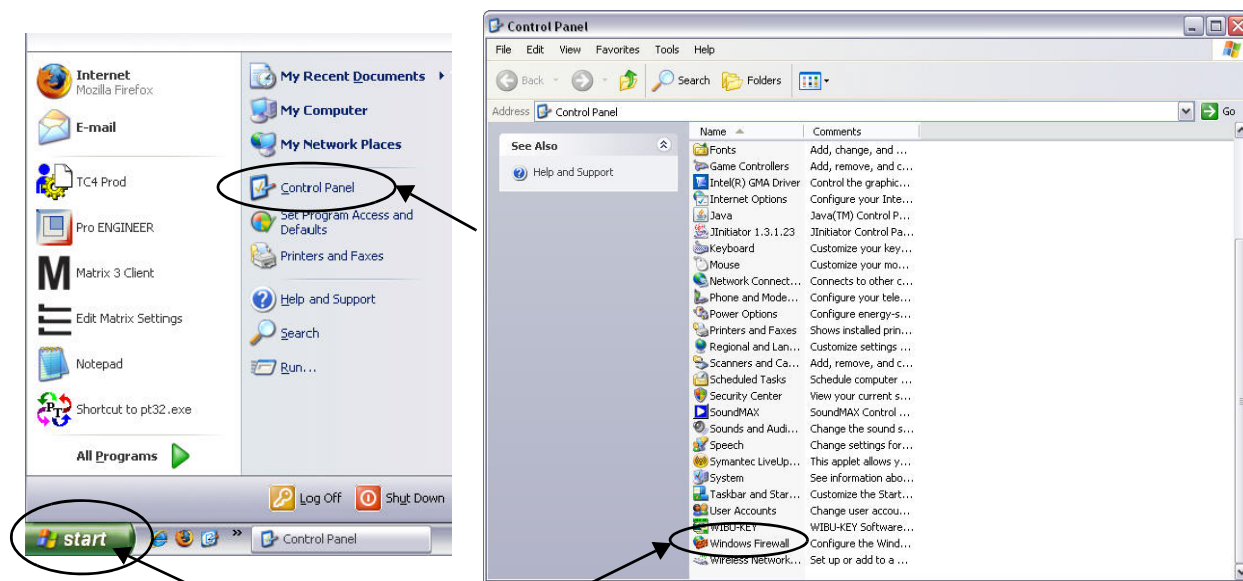 Internet
Mozilla Firefox
E-mail
TC4 Prod
Pro ENGINEER
Matrix 3 Client
Edit Matrix Settings
Notepad
Shortcut to pt32.exe
All Programs
My Recent Documents
My Computer
My Network Places
Control Panel
Set Program Access and
Defaults
Printers and Faxes
Help and Support
Search
Run...
Log Off Shut Down
start » Control Panel
Control Panel
File Edit View Favorites Tools Help
Back Search Folders
Address Control Panel Go
See Also
Help and Support
Name Comments
Fonts Add, change, and ...
Game Controllers Add, remove, and c...
Intel(R) GMA Driver Control the graphic...
Internet Options Configure your Inte...
Java Java(TM) Control P...
JInitiator 1.3.1.23 JInitiator Control Pa...
Keyboard Customize your key...
Mouse Customize your mo...
Network Connect... Connects to other c...
Phone and Mode... Configure your tele...
Power Options Configure energy-s...
Printers and Faxes Shows installed prin...
Regional and Lan... Customize settings ...
Scanners and Ca... Add, remove, and c...
Scheduled Tasks Schedule computer ...
Security Center View your current s...
SoundMAX SoundMAX Control ...
Sounds and Audi... Change the sound s...
Speech Change settings for...
Symantec LiveUp... This applet allows y...
System See information abo...
Taskbar and Star... Customize the Start...
User Accounts Change user accou...
WIBU-KEY WIBU-KEY Software...
Windows Firewall Configure the Wind...
Wireless Network... Set up or add to a ...